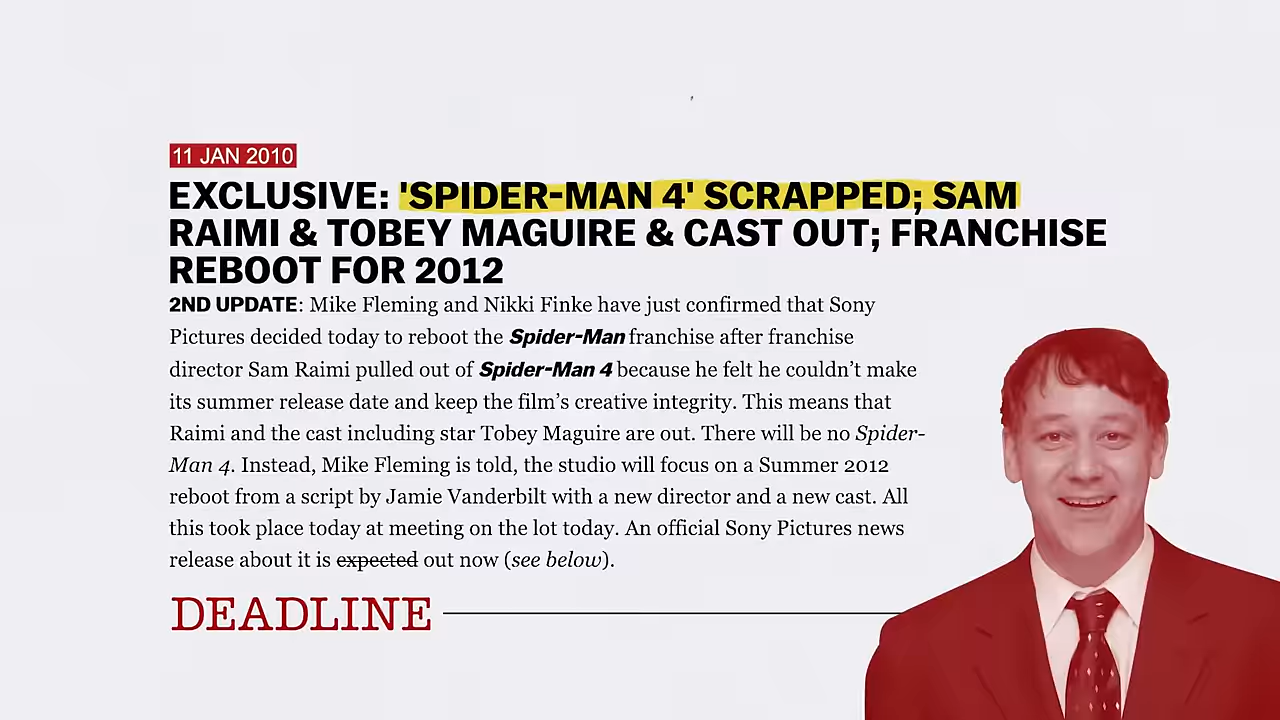 11 JAN 2010
EXCLUSIVE: 'SPIDER-MAN 4' SCRAPPED; SAM
RAIMI & TOBEY MAGUIRE & CAST OUT; FRANCHISE
REBOOT FOR 2012
2ND UPDATE: Mike Fleming and Nikki Finke have just confirmed that Sony
Pictures decided today to reboot the Spider-Man franchise after franchise
director Sam Raimi pulled out of Spider-Man 4 because he felt he couldn’t make
its summer release date and keep the film’s creative integrity. This means that
Raimi and the cast including star Tobey Maguire are out. There will be no Spider-
Man 4. Instead, Mike Fleming is told, the studio will focus on a Summer 2012
reboot from a script by Jamie Vanderbilt with a new director and a new cast. All
this took place today at meeting on the lot today. An official Sony Pictures news
release about it is expected out now (see below).
DEADLINE